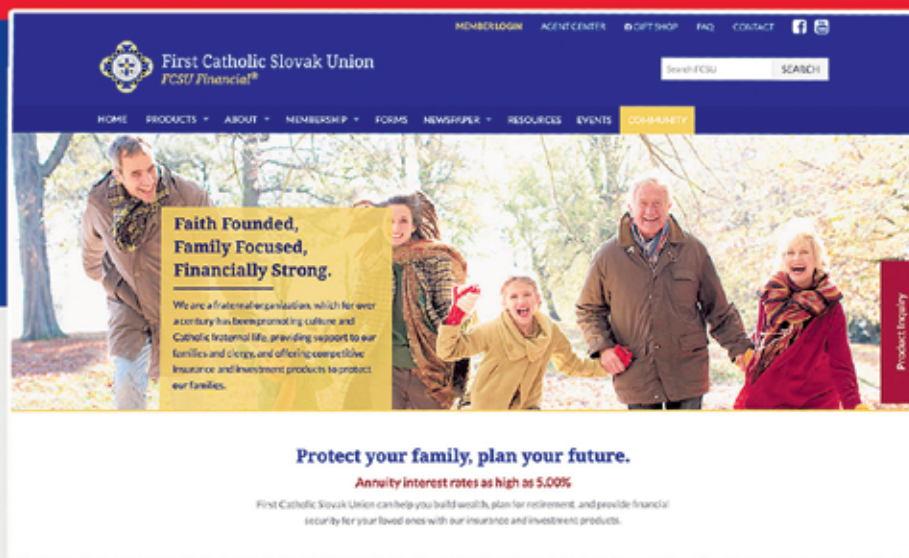 MEMBER LOGIN AGENT CENTER GIFT SHOP FAQ CONTACT
First Catholic Slovak Union
FCSU Financial®
Search FCSU SEARCH
HOME PRODUCTS ABOUT MEMBERSHIP FORMS NEWSPAPER RESOURCES EVENTS COMMUNITY
Faith Founded,
Family Focused,
Financially Strong.
We are a fraternal organization, which for over
a century has been promoting culture and
Catholic fraternal life, providing support to our
families and clergy, and offering competitive
insurance and investment products to protect
our families.
Product Inquiry
Protect your family, plan your future.
Annuity interest rates as high as 5.00%
First Catholic Slovak Union can help you build wealth, plan for retirement, and provide financial
security for your loved ones with our insurance and investment products.